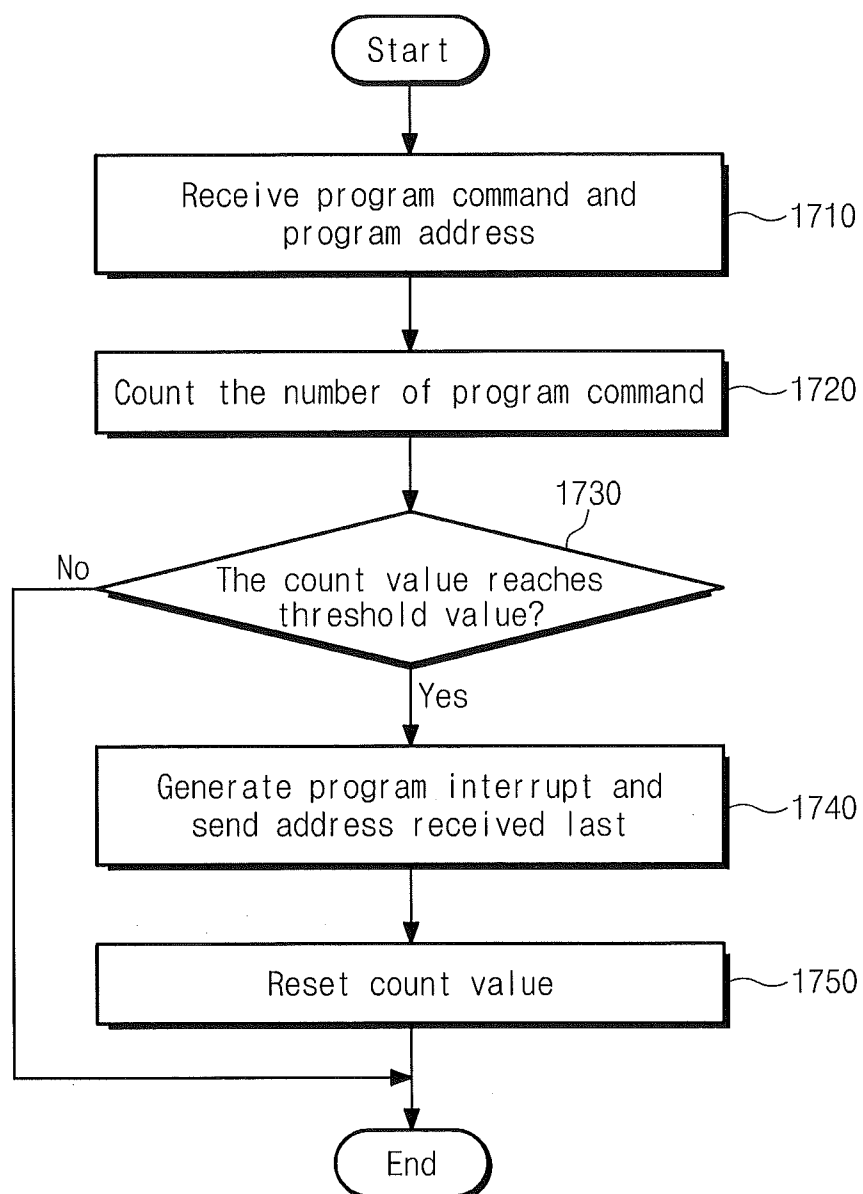 Start
Receive program command and
program address
1710
Count the number of program command
1720
1730
No
The count value reaches
threshold value?
Yes
Generate program interrupt and
send address received last
1740
Reset count value
1750
End